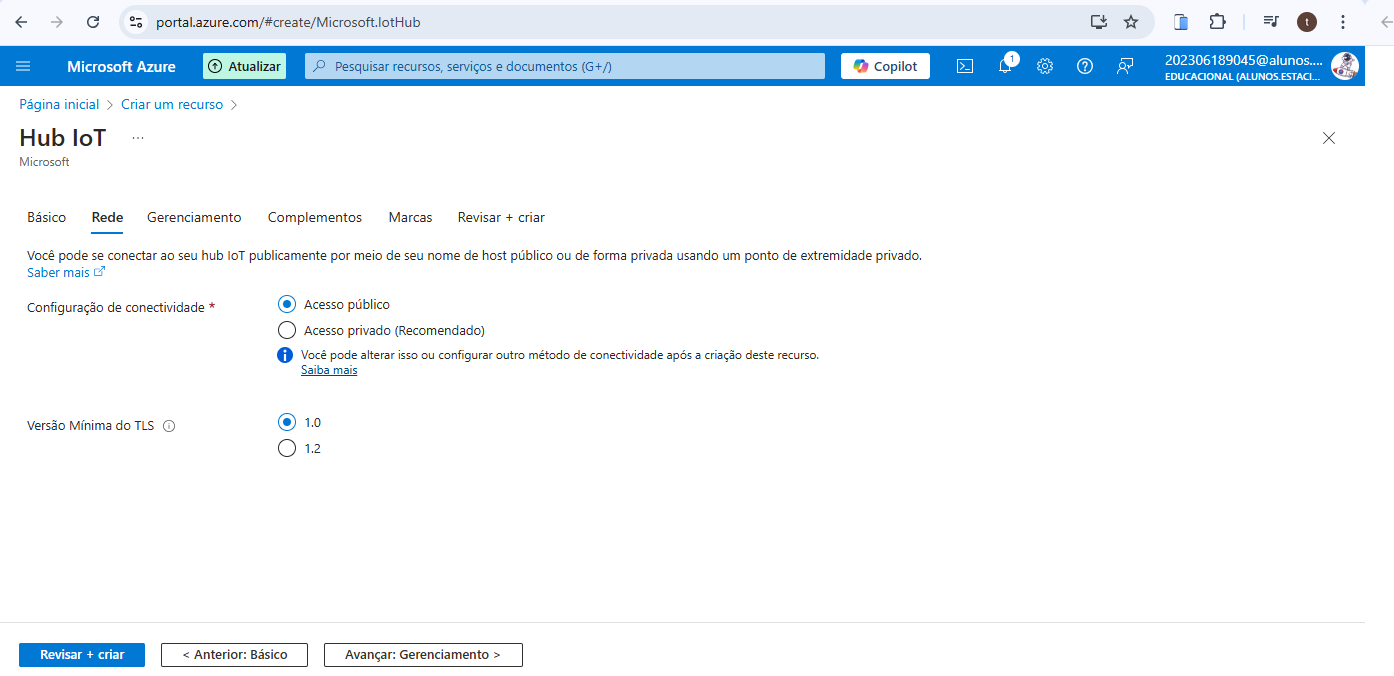 portal.azure.com/#create/Microsoft.IotHub
t
Microsoft Azure
Atualizar
Pesquisar recursos, serviços e documentos (G+/)
Copilot
1
202306189045@alunos....
EDUCACIONAL (ALUNOS.ESTACI...
Página inicial > Criar um recurso >
Hub IoT ...
Microsoft
Básico Rede Gerenciamento Complementos Marcas Revisar + criar
Você pode se conectar ao seu hub IoT publicamente por meio de seu nome de host público ou de forma privada usando um ponto de extremidade privado.
Saber mais
Configuração de conectividade *
Acesso público
Acesso privado (Recomendado)
Você pode alterar isso ou configurar outro método de conectividade após a criação deste recurso.
Saiba mais
Versão Mínima do TLS
1.0
1.2
Revisar + criar < Anterior: Básico Avançar: Gerenciamento >